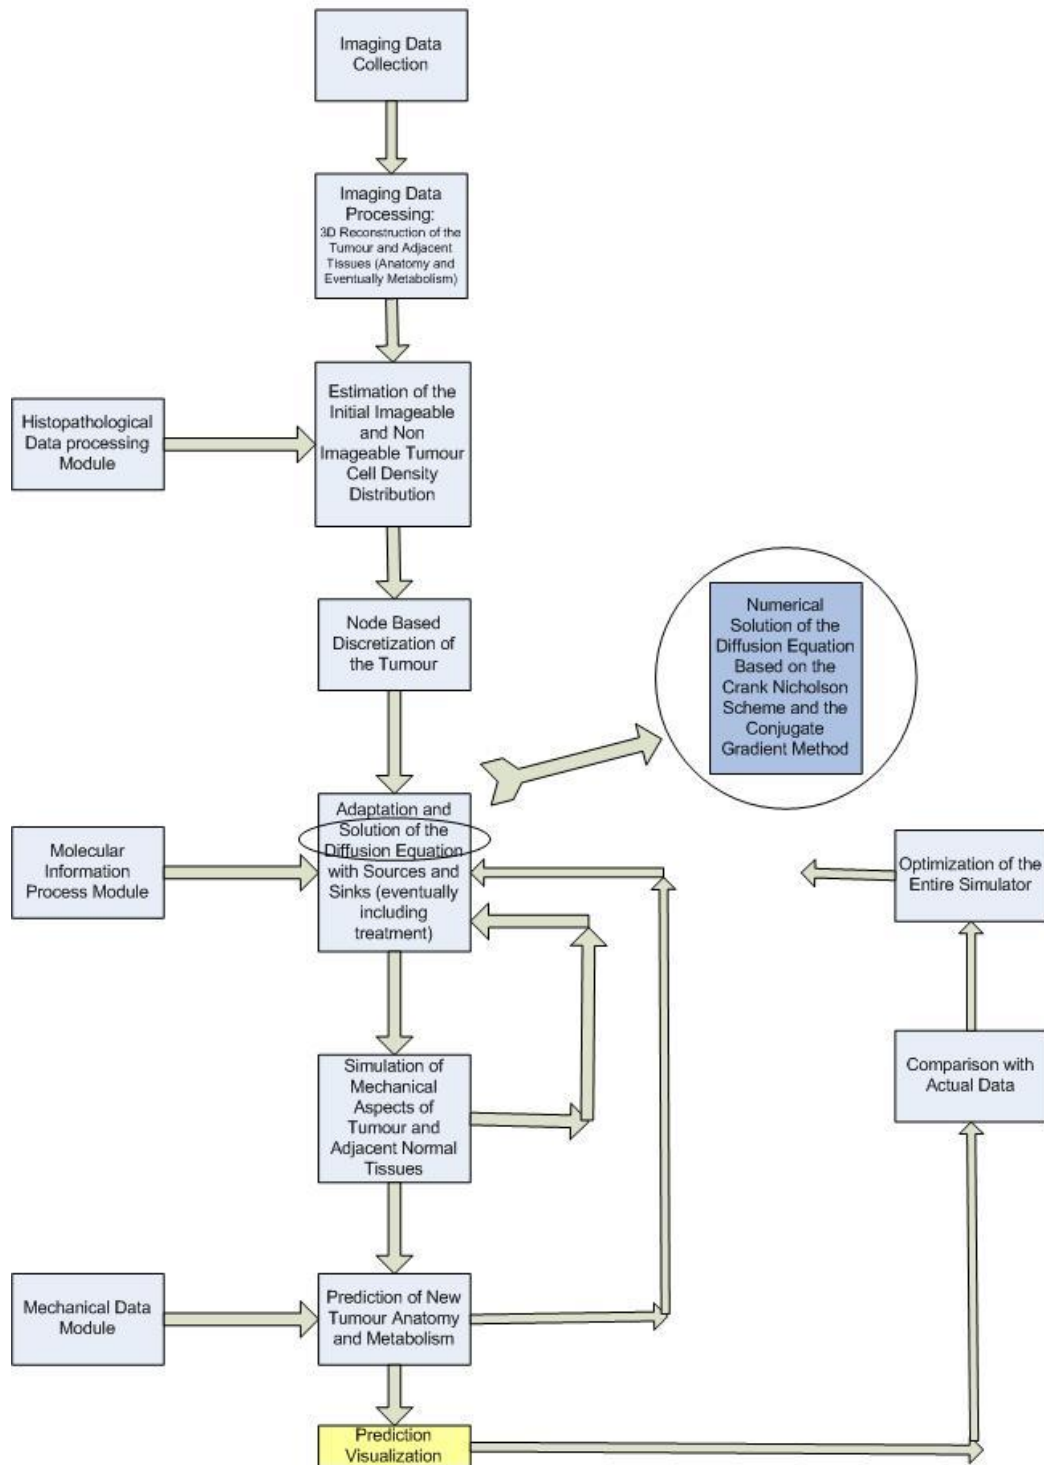 Imaging Data
Collection
Imaging Data
Processing:
3D Reconstruction of the
Tumour and Adjacent
Tissues (Anatomy and
Eventually Metabolism)
Histopathological
Data processing
Module
Estimation of the
Initial Imageable
and Non
Imageable Tumour
Cell Density
Distribution
Node Based
Discretization of
the Tumour
Numerical
Solution of the
Diffusion Equation
Based on the
Crank Nicholson
Scheme and the
Conjugate
Gradient Method
Molecular
Information
Process Module
Adaptation and
Solution of the
Diffusion Equation
with Sources and
Sinks (eventually
including
treatment)
Optimization of the
Entire Simulator
Simulation of
Mechanical
Aspects of
Tumour and
Adjacent Normal
Tissues
Comparison with
Actual Data
Mechanical Data
Module
Prediction of New
Tumour Anatomy
and Metabolism
Prediction
Visualization